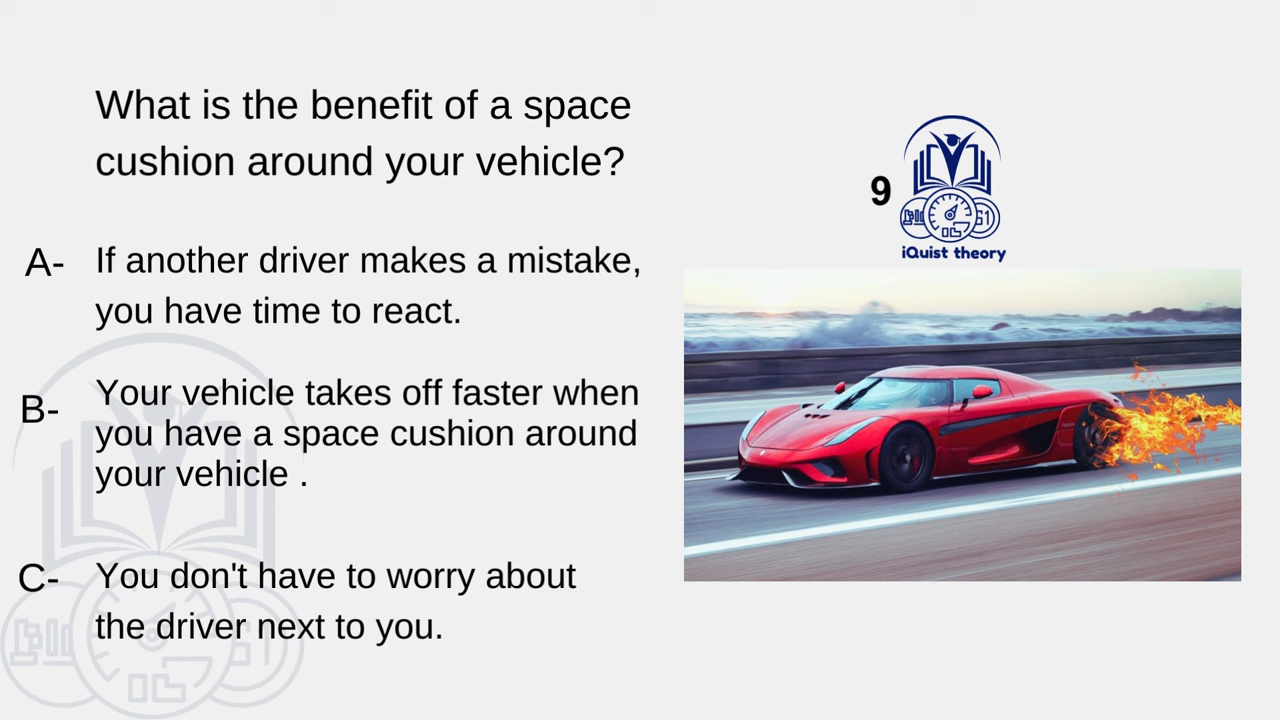 What is the benefit of a space
cushion around your vehicle?
A- If another driver makes a mistake,
you have time to react.
B- Your vehicle takes off faster when
you have a space cushion around
your vehicle .
C- You don't have to worry about
the driver next to you.
9
iQuist theory